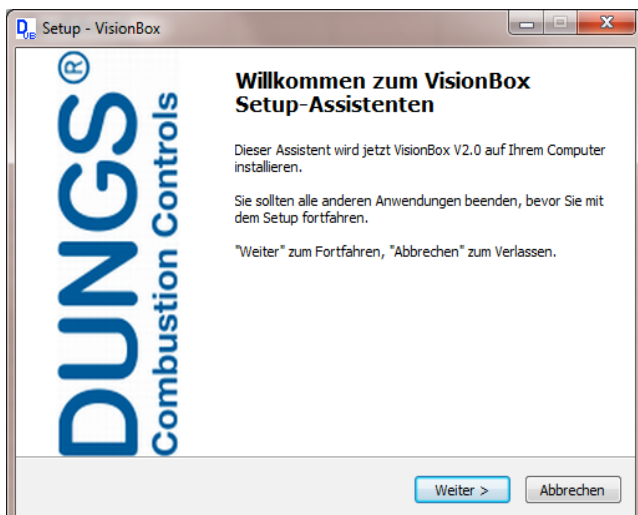 Setup - VisionBox
DUNGS®
Combustion Controls
Willkommen zum VisionBox
Setup-Assistenten
Dieser Assistent wird jetzt VisionBox V2.0 auf Ihrem Computer
installieren.
Sie sollten alle anderen Anwendungen beenden, bevor Sie mit
dem Setup fortfahren.
"Weiter" zum Fortfahren, "Abbrechen" zum Verlassen.
Weiter >
Abbrechen